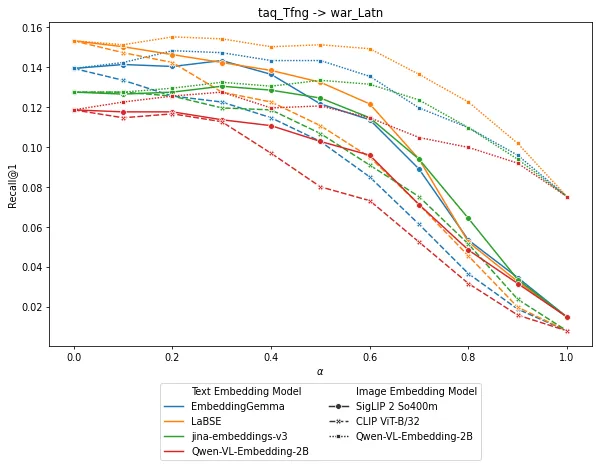 taq_Tfng -> war_Latn
0.16
0.14
0.12
0.10
0.08
0.06
0.04
0.02
Recall@1
0.0 0.2 0.4 0.6 0.8 1.0
α
Text Embedding Model
EmbeddingGemma
LaBSE
jina-embeddings-v3
Qwen-VL-Embedding-2B
Image Embedding Model
SigLIP 2 So400m
CLIP ViT-B/32
Qwen-VL-Embedding-2B